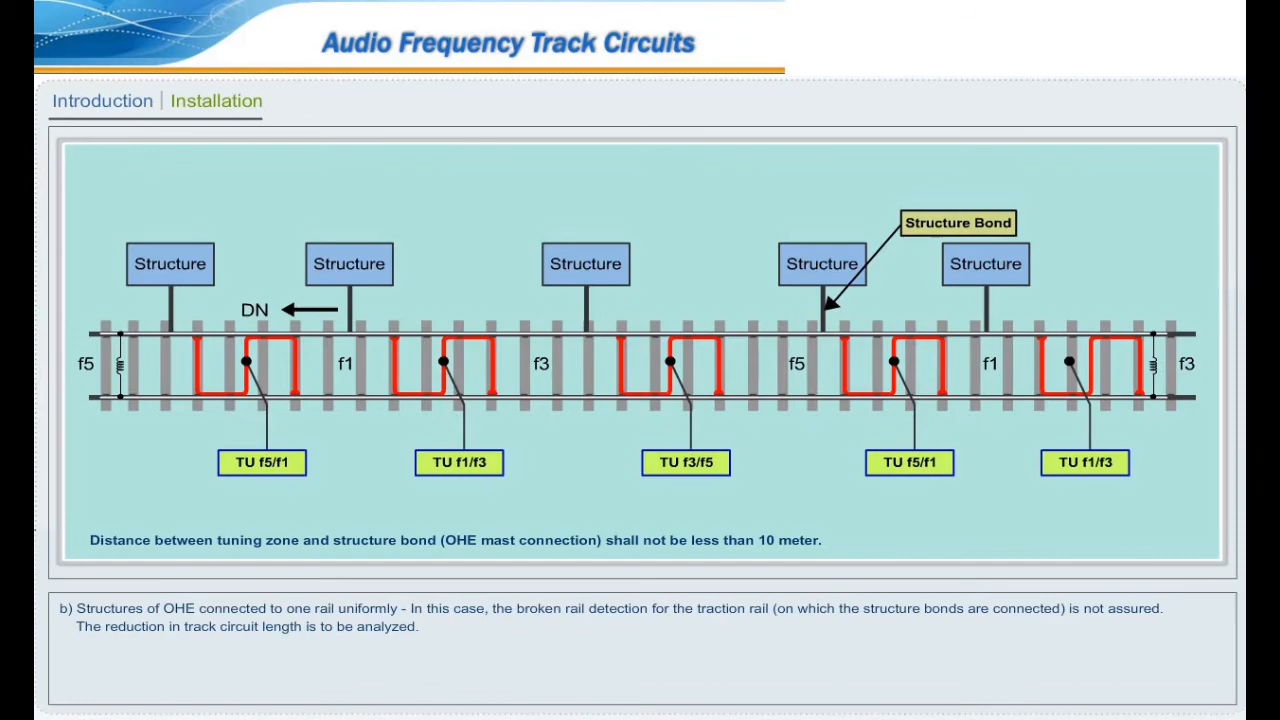 Audio Frequency Track Circuits
Introduction | Installation
Structure Bond
Structure Structure Structure Structure Structure
DN
f5 f1 f3 f5 f1 f3
TU f5/f1 TU f1/f3 TU f3/f5 TU f5/f1 TU f1/f3
Distance between tuning zone and structure bond (OHE mast connection) shall not be less than 10 meter.
b) Structures of OHE connected to one rail uniformly - In this case, the broken rail detection for the traction rail (on which the structure bonds are connected) is not assured.
The reduction in track circuit length is to be analyzed.